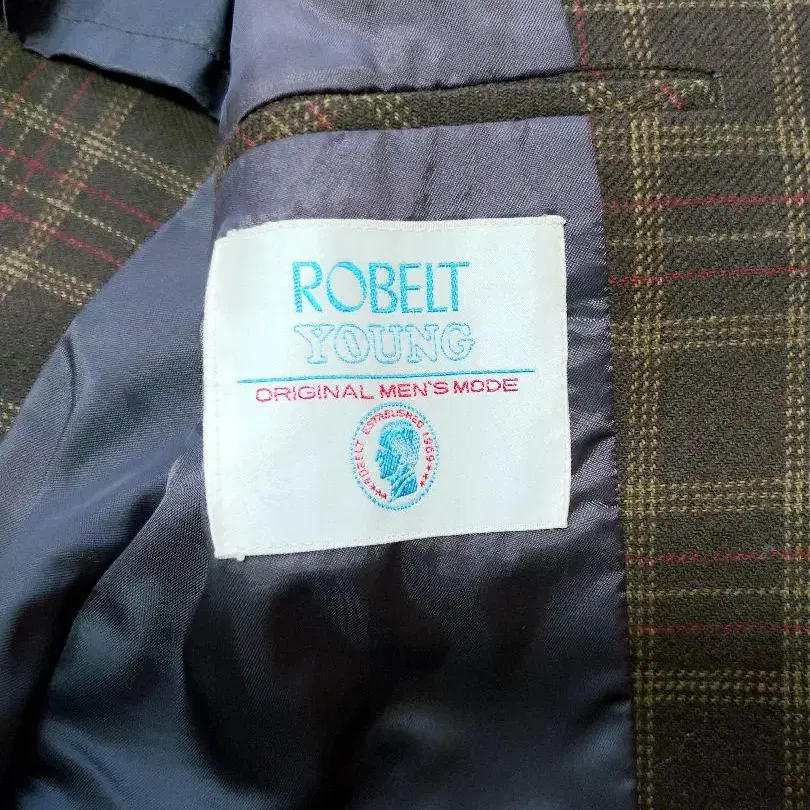 ROBELT
YOUNG
ORIGINAL MEN'S MODE
ROBELT ESTABLISHED 1969